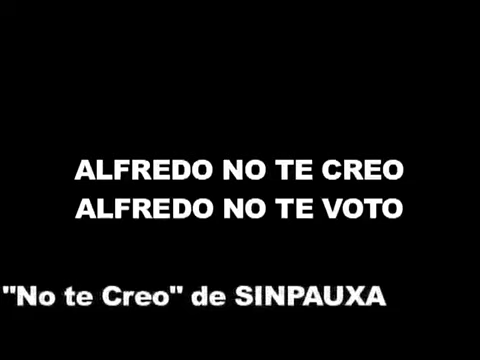 ALFREDO NO TE CREO
ALFREDO NO TE VOTO
"No te Creo" de SINPAUXA